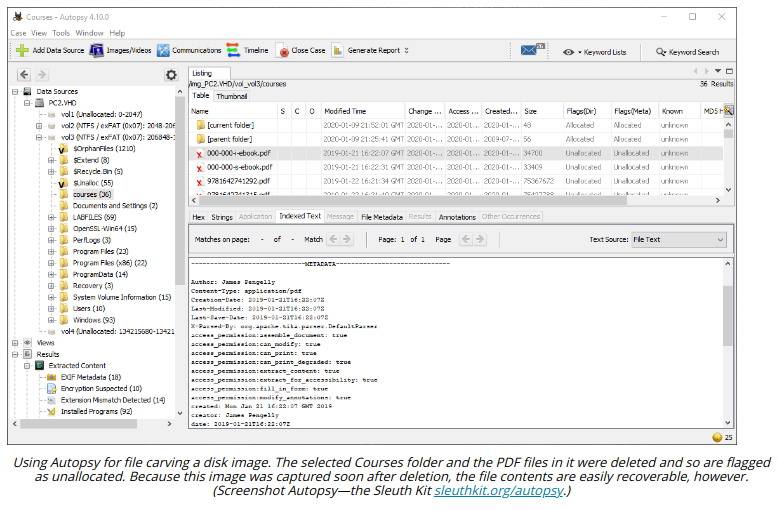 Courses - Autopsy 4.10.0
Case View Tools Window Help
Add Data Source Images/Videos Communications Timeline Close Case Generate Report Keyword Lists Keyword Search
Listing
/img_PC2.VHD/vol_vol3/courses 36 Results
Table Thumbnail
Name S C O Modified Time Change ... Access ... Created... Size Flags(Dir) Flags(Meta) Known MD5 H
[current folder] 2020-01-09 21:52:01 GMT 2020-01-... 2020-01-... 2020-01-... 48 Allocated Allocated unknown
[parent folder] 2020-01-09 21:25:41 GMT 2020-01-... 2020-01-... 2009-07-... 56 Allocated Allocated unknown
000-000-i-ebook.pdf 2019-01-21 16:22:07 GMT 2020-01-... 2020-01-... 2020-01-... 34700 Unallocated Unallocated unknown
000-000-s-ebook.pdf 2019-01-21 16:22:31 GMT 2020-01-... 2020-01-... 2020-01-... 33409 Unallocated Unallocated unknown
9781642741292.pdf 2019-01-22 16:21:34 GMT 2020-01-... 2020-01-... 2020-01-... 75367672 Unallocated Unallocated unknown
Data Sources
PC2.VHD
vol1 (Unallocated: 0-2047)
vol2 (NTFS / exFAT (0x07): 2048-206
vol3 (NTFS / exFAT (0x07): 206848-1
$OrphanFiles (1210)
$Extend (8)
$Recycle.Bin (5)
$Unalloc (55)
courses (36)
Documents and Settings (2)
LABFILES (69)
OpenSSL-Win64 (15)
PerfLogs (3)
Program Files (23)
Program Files (x86) (22)
ProgramData (14)
Recovery (3)
System Volume Information (15)
Users (10)
Windows (93)
vol4 (Unallocated: 134215680-13421
Views
Results
Extracted Content
EXIF Metadata (18)
Encryption Suspected (10)
Extension Mismatch Detected (14)
Installed Programs (92)
Hex Strings Application Indexed Text Message File Metadata Results Annotations Other Occurrences
Matches on page: - of - Match Page: 1 of 1 Page Text Source: File Text
------------------------------METADATA------------------------------
Author: James Pengelly
Content-Type: application/pdf
Creation-Date: 2019-01-21T16:22:07Z
Last-Modified: 2019-01-21T16:22:07Z
Last-Save-Date: 2019-01-21T16:22:07Z
X-Parsed-By: org.apache.tika.parser.DefaultParser
access_permission:assemble_document: true
access_permission:can_modify: true
access_permission:can_print: true
access_permission:can_print_degraded: true
access_permission:extract_content: true
access_permission:extract_for_accessibility: true
access_permission:fill_in_form: true
access_permission:modify_annotations: true
created: Mon Jan 21 16:22:07 GMT 2019
creator: James Pengelly
date: 2019-01-21T16:22:07Z
25
Using Autopsy for file carving a disk image. The selected Courses folder and the PDF files in it were deleted and so are flagged
as unallocated. Because this image was captured soon after deletion, the file contents are easily recoverable, however.
(Screenshot Autopsy—the Sleuth Kit sleuthkit.org/autopsy.)